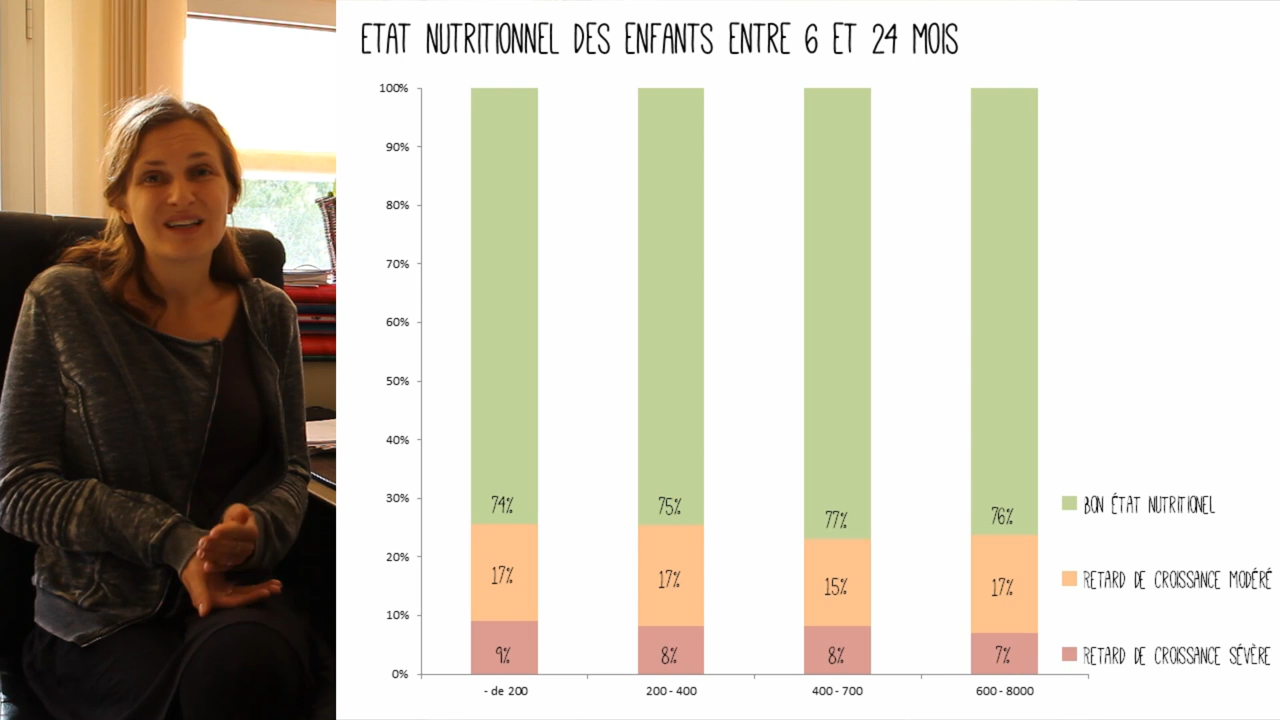 ETAT NUTRITIONNEL DES ENFANTS ENTRE 6 ET 24 MOIS
100%
90%
80%
70%
60%
50%
40%
30%
20%
10%
0%
74% 75% 77% 76%
17% 17% 15% 17%
9% 8% 8% 7%
- de 200 200 - 400 400 - 700 600 - 8000
BON ÉTAT NUTRITIONEL
RETARD DE CROISSANCE MODÉRÉ
RETARD DE CROISSANCE SÉVÈRE